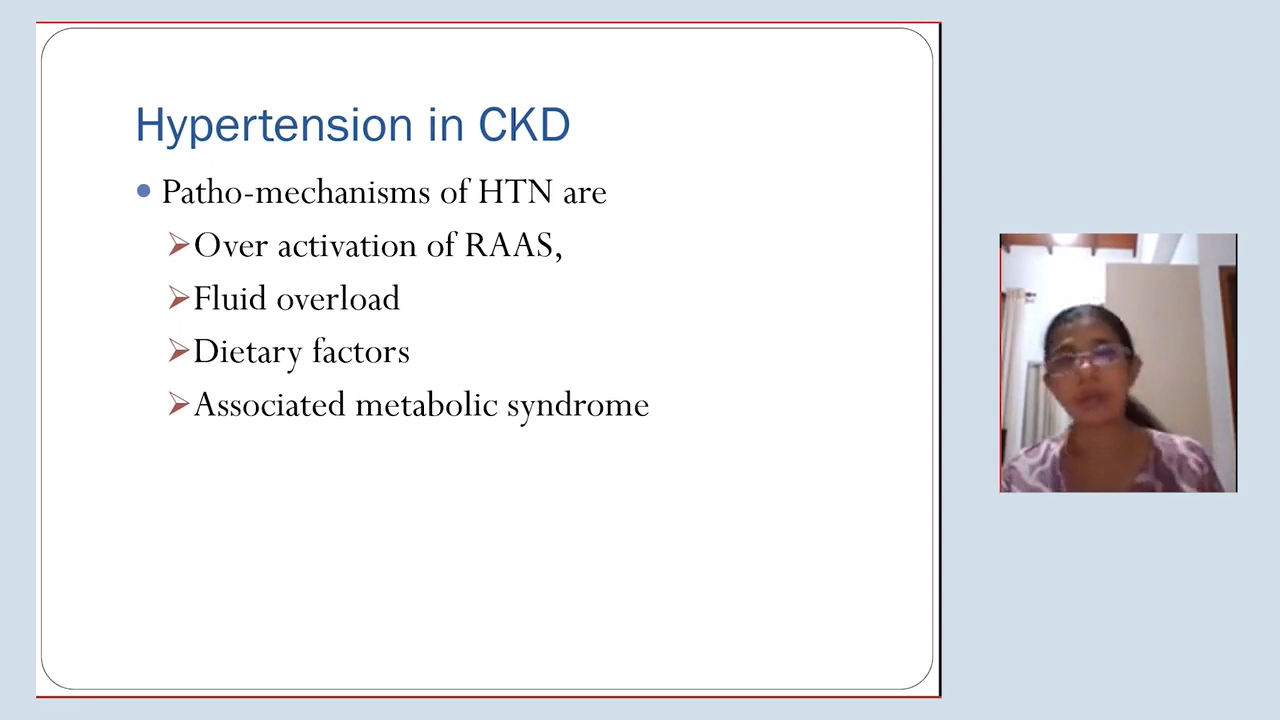 Hypertension in CKD
Patho-mechanisms of HTN are
Over activation of RAAS,
Fluid overload
Dietary factors
Associated metabolic syndrome